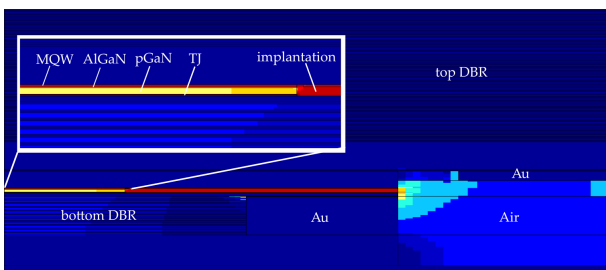 MQW AlGaN pGaN TJ implantation
top DBR
Au
bottom DBR Au Air